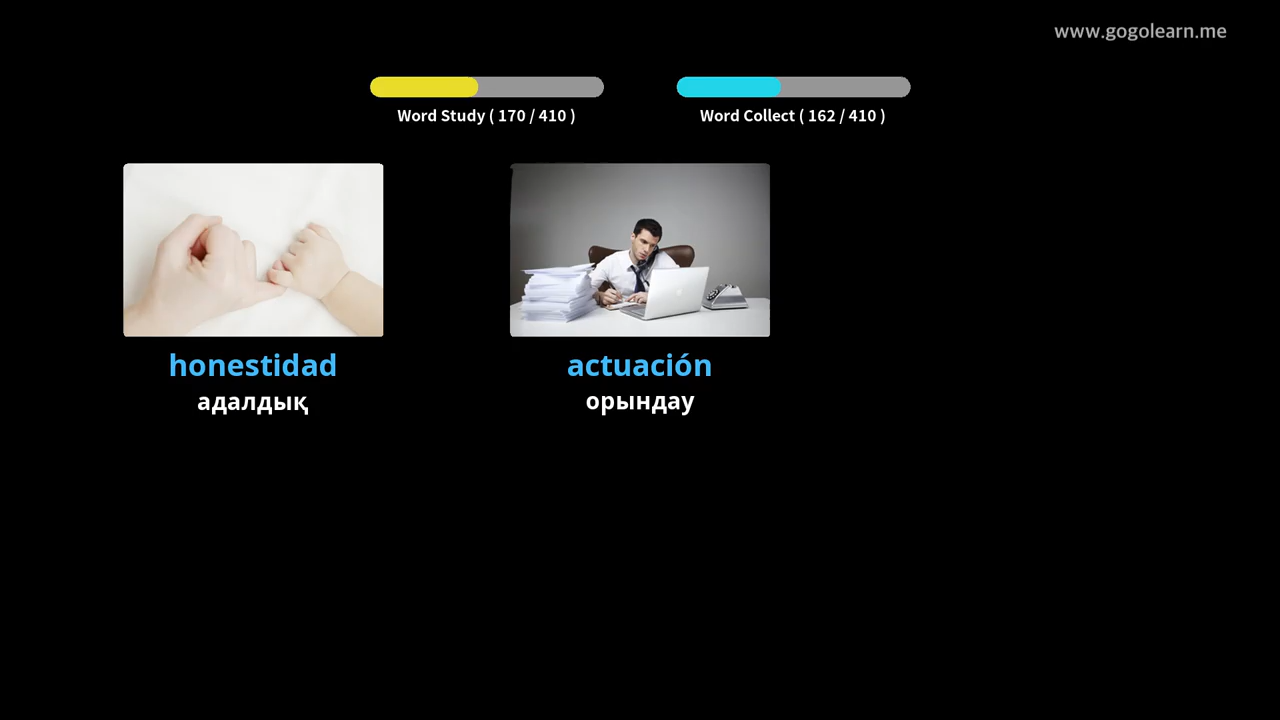 www.gogolearn.me
Word Study ( 170 / 410 )
Word Collect ( 162 / 410 )
honestidad
адалдық
actuación
орындау